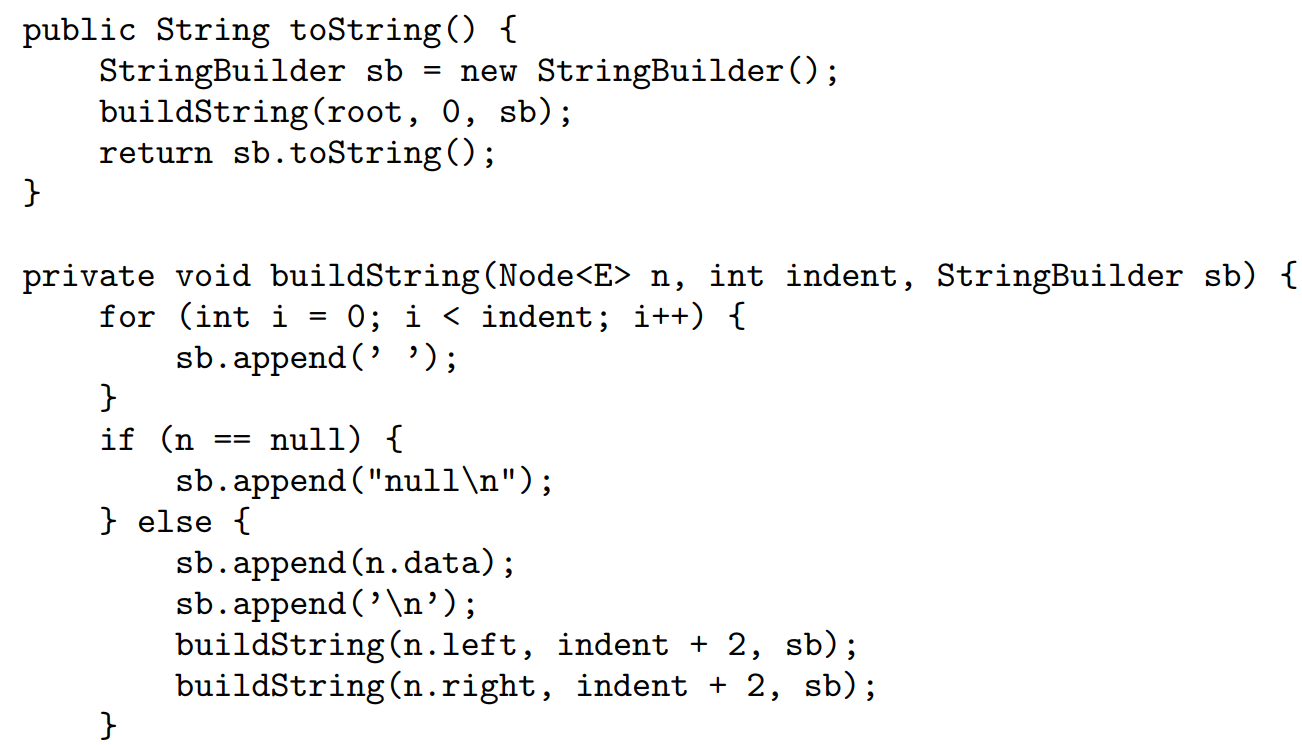 public String toString() {
    StringBuilder sb = new StringBuilder();
    buildString(root, 0, sb);
    return sb.toString();
}

private void buildString(Node<E> n, int indent, StringBuilder sb) {
    for (int i = 0; i < indent; i++) {
        sb.append(’ ’);
    }
    if (n == null) {
        sb.append("null\n");
    } else {
        sb.append(n.data);
        sb.append(’\n’);
        buildString(n.left, indent + 2, sb);
        buildString(n.right, indent + 2, sb);
    }